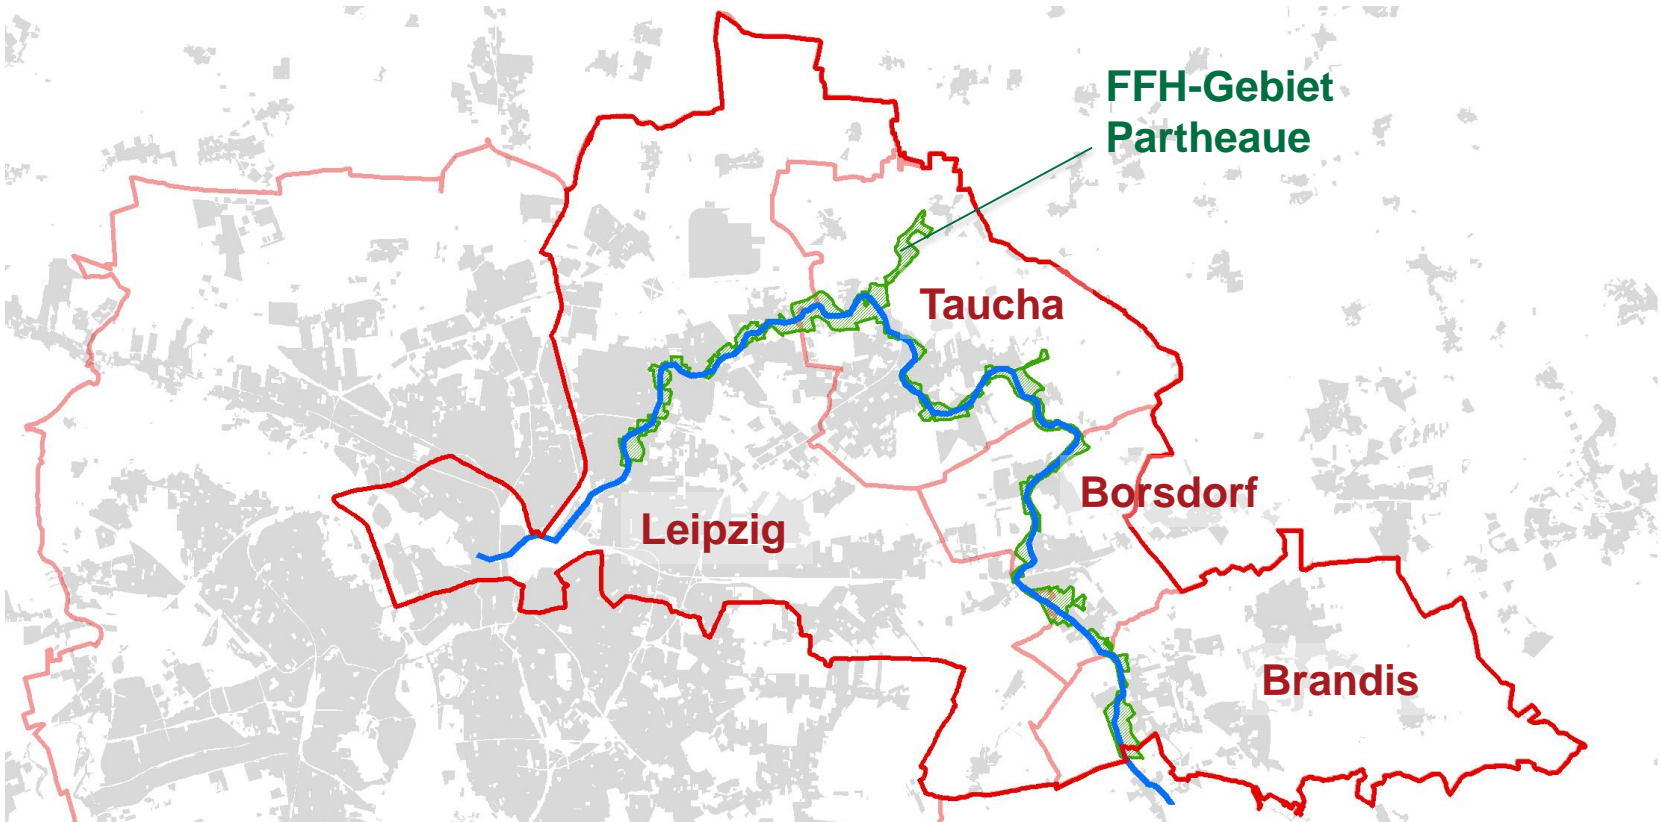 FFH-Gebiet
Partheaue
Taucha
Borsdorf
Leipzig
Brandis